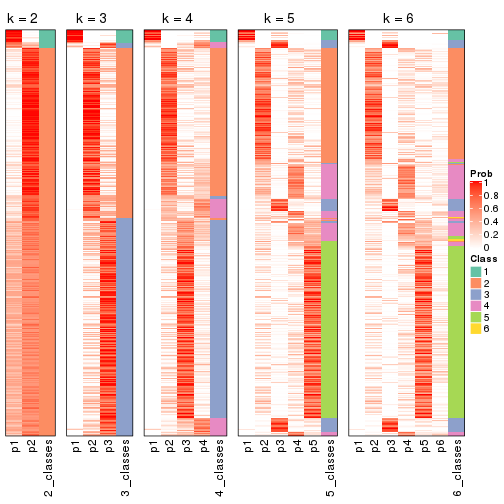 k = 2
k = 3
k = 4
k = 5
k = 6
Prob
1
0.8
0.6
0.4
0.2
0
Class
1
2
3
4
5
6
p1
p2
2_classes
p1
p2
p3
3_classes
p1
p2
p3
p4
4_classes
p1
p2
p3
p4
p5
5_classes
p1
p2
p3
p4
p5
p6
6_classes